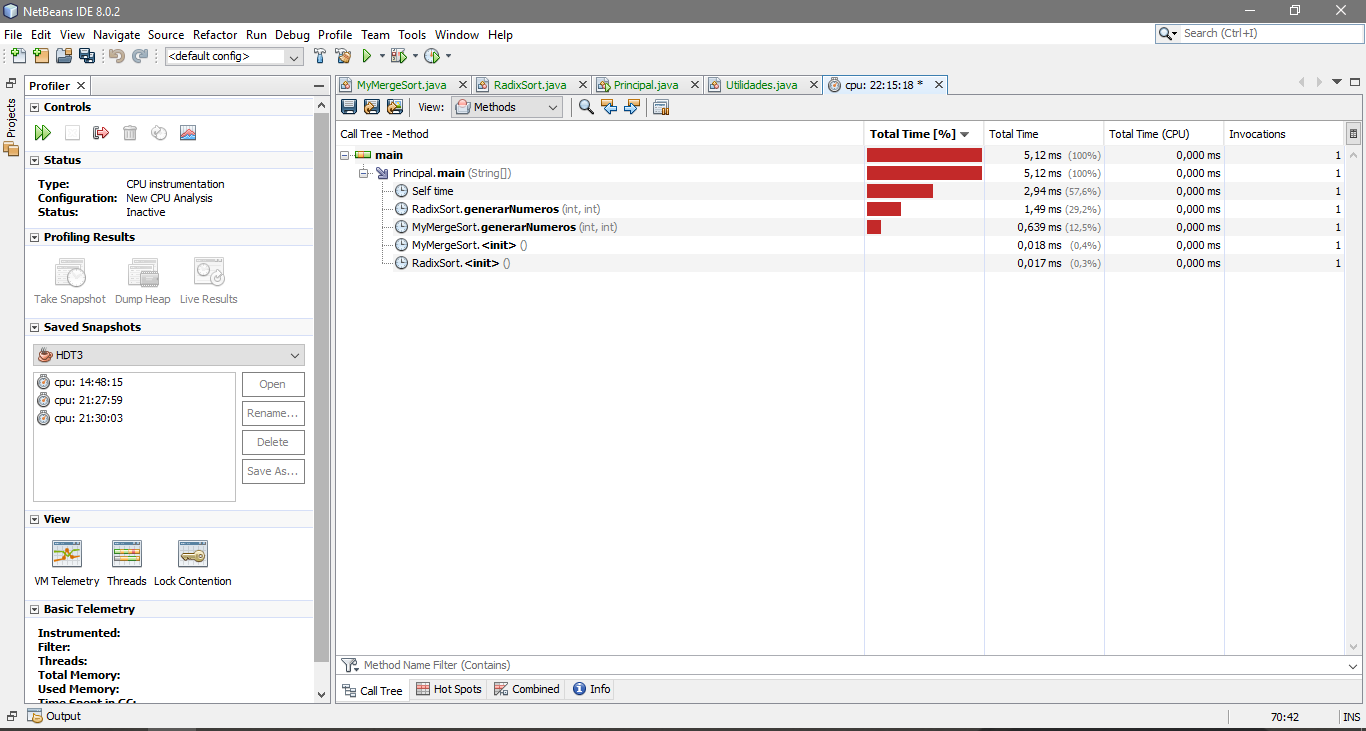 NetBeans IDE 8.0.2
File Edit View Navigate Source Refactor Run Debug Profile Team Tools Window Help
Search (Ctrl+I)
<default config>
Projects
Profiler
MyMergeSort.java
RadixSort.java
Principal.java
Utilidades.java
cpu: 22:15:18 *
Controls
Status
Type: CPU instrumentation
Configuration: New CPU Analysis
Status: Inactive
Profiling Results
Take Snapshot Dump Heap Live Results
Saved Snapshots
HDT3
cpu: 14:48:15
cpu: 21:27:59
cpu: 21:30:03
Open
Rename...
Delete
Save As...
View
VM Telemetry Threads Lock Contention
Basic Telemetry
Instrumented:
Filter:
Threads:
Total Memory:
Used Memory:
Time Spent in GC:
View: Methods
Call Tree - Method Total Time [%] Total Time Total Time (CPU) Invocations
main 5,12 ms (100%) 0,000 ms 1
Principal.main (String[]) 5,12 ms (100%) 0,000 ms 1
Self time 2,94 ms (57,6%) 0,000 ms 1
RadixSort.generarNumeros (int, int) 1,49 ms (29,2%) 0,000 ms 1
MyMergeSort.generarNumeros (int, int) 0,639 ms (12,5%) 0,000 ms 1
MyMergeSort.<init> () 0,018 ms (0,4%) 0,000 ms 1
RadixSort.<init> () 0,017 ms (0,3%) 0,000 ms 1
Method Name Filter (Contains)
Call Tree Hot Spots Combined Info
Output
70:42 INS